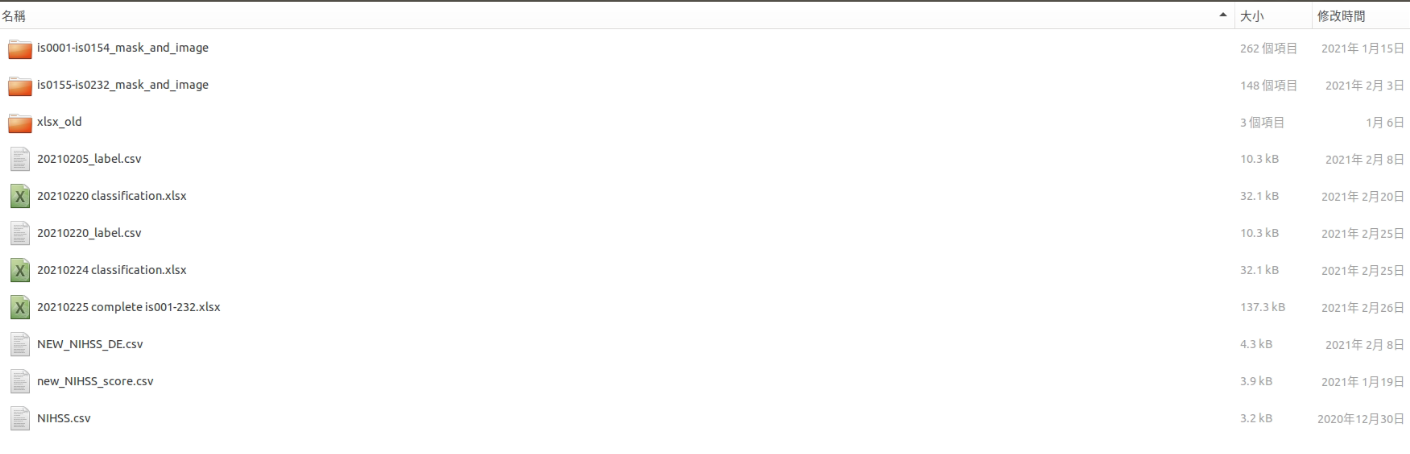 名稱 大小 修改時間
is0001-is0154_mask_and_image 262 個項目 2021年 1月15日
is0155-is0232_mask_and_image 148 個項目 2021年 2月 3日
xlsx_old 3 個項目 1月 6日
20210205_label.csv 10.3 kB 2021年 2月 8日
20210220 classification.xlsx 32.1 kB 2021年 2月20日
20210220_label.csv 10.3 kB 2021年 2月25日
20210224 classification.xlsx 32.1 kB 2021年 2月25日
20210225 complete is001-232.xlsx 137.3 kB 2021年 2月26日
NEW_NIHSS_DE.csv 4.3 kB 2021年 2月 8日
new_NIHSS_score.csv 3.9 kB 2021年 1月19日
NIHSS.csv 3.2 kB 2020年12月30日